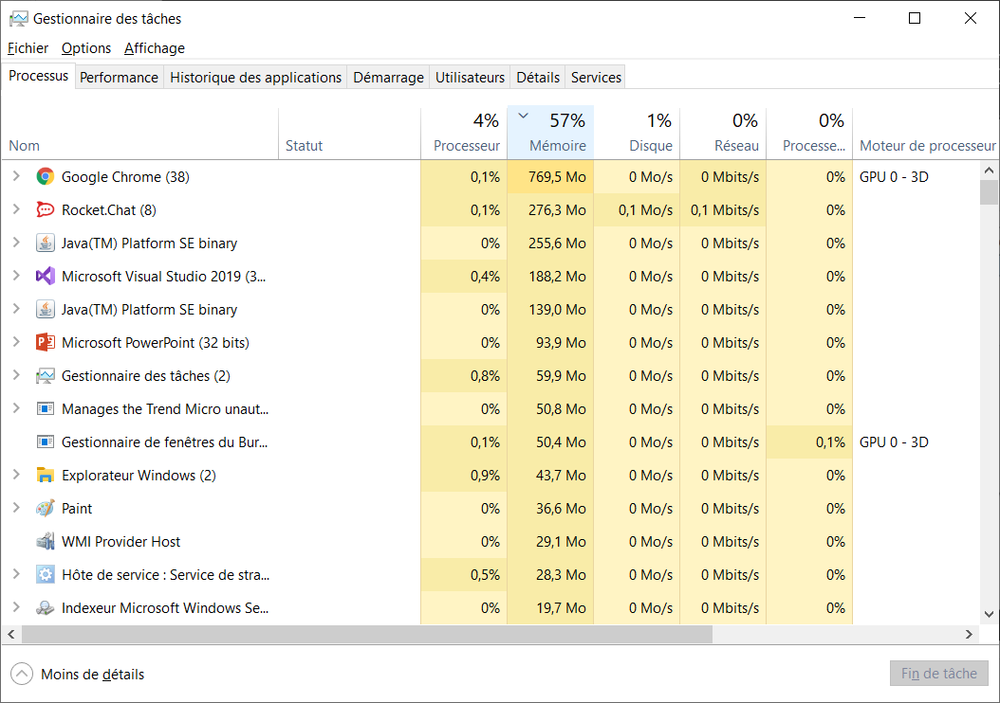 Gestionnaire des tâches
Fichier Options Affichage
Processus Performance Historique des applications Démarrage Utilisateurs Détails Services
4% 57% 1% 0% 0%
Nom Statut Processeur Mémoire Disque Réseau Processe... Moteur de processeur
Google Chrome (38) 0,1% 769,5 Mo 0 Mo/s 0 Mbits/s 0% GPU 0 - 3D
Rocket.Chat (8) 0,1% 276,3 Mo 0,1 Mo/s 0,1 Mbits/s 0%
Java(TM) Platform SE binary 0% 255,6 Mo 0 Mo/s 0 Mbits/s 0%
Microsoft Visual Studio 2019 (3... 0,4% 188,2 Mo 0 Mo/s 0 Mbits/s 0%
Java(TM) Platform SE binary 0% 139,0 Mo 0 Mo/s 0 Mbits/s 0%
Microsoft PowerPoint (32 bits) 0% 93,9 Mo 0 Mo/s 0 Mbits/s 0%
Gestionnaire des tâches (2) 0,8% 59,9 Mo 0 Mo/s 0 Mbits/s 0%
Manages the Trend Micro unaut... 0% 50,8 Mo 0 Mo/s 0 Mbits/s 0%
Gestionnaire de fenêtres du Bur... 0,1% 50,4 Mo 0 Mo/s 0 Mbits/s 0,1% GPU 0 - 3D
Explorateur Windows (2) 0,9% 43,7 Mo 0 Mo/s 0 Mbits/s 0%
Paint 0% 36,6 Mo 0 Mo/s 0 Mbits/s 0%
WMI Provider Host 0% 29,1 Mo 0 Mo/s 0 Mbits/s 0%
Hôte de service : Service de stra... 0,5% 28,3 Mo 0 Mo/s 0 Mbits/s 0%
Indexeur Microsoft Windows Se... 0% 19,7 Mo 0 Mo/s 0 Mbits/s 0%
Moins de détails Fin de tâche